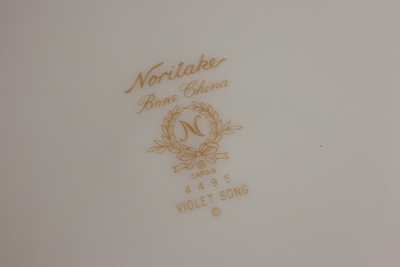 Noritake
Bone China
N
®
JAPAN
4495
VIOLET SONG
©